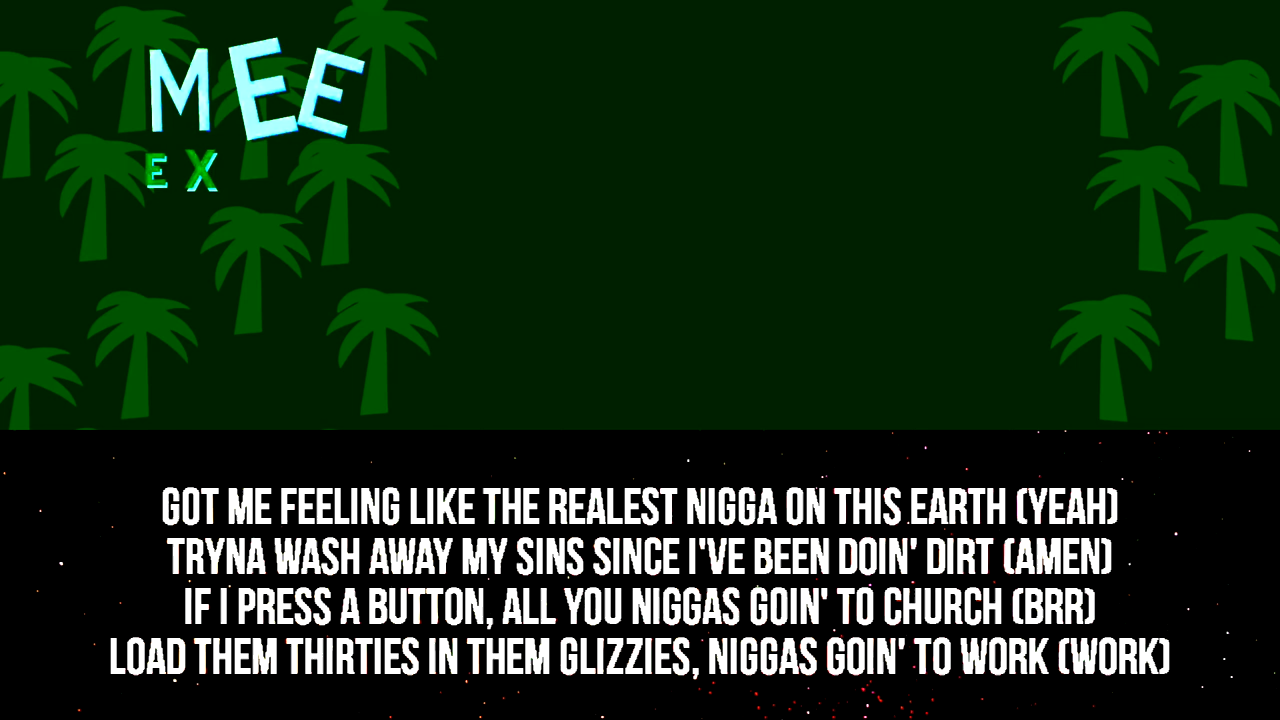 MEE
EX
GOT ME FEELING LIKE THE REALEST NIGGA ON THIS EARTH (YEAH)
TRYNA WASH AWAY MY SINS SINCE I'VE BEEN DOIN' DIRT (AMEN)
IF I PRESS A BUTTON, ALL YOU NIGGAS GOIN' TO CHURCH (BRR)
LOAD THEM THIRTIES IN THEM GLIZZIES, NIGGAS GOIN' TO WORK (WORK)